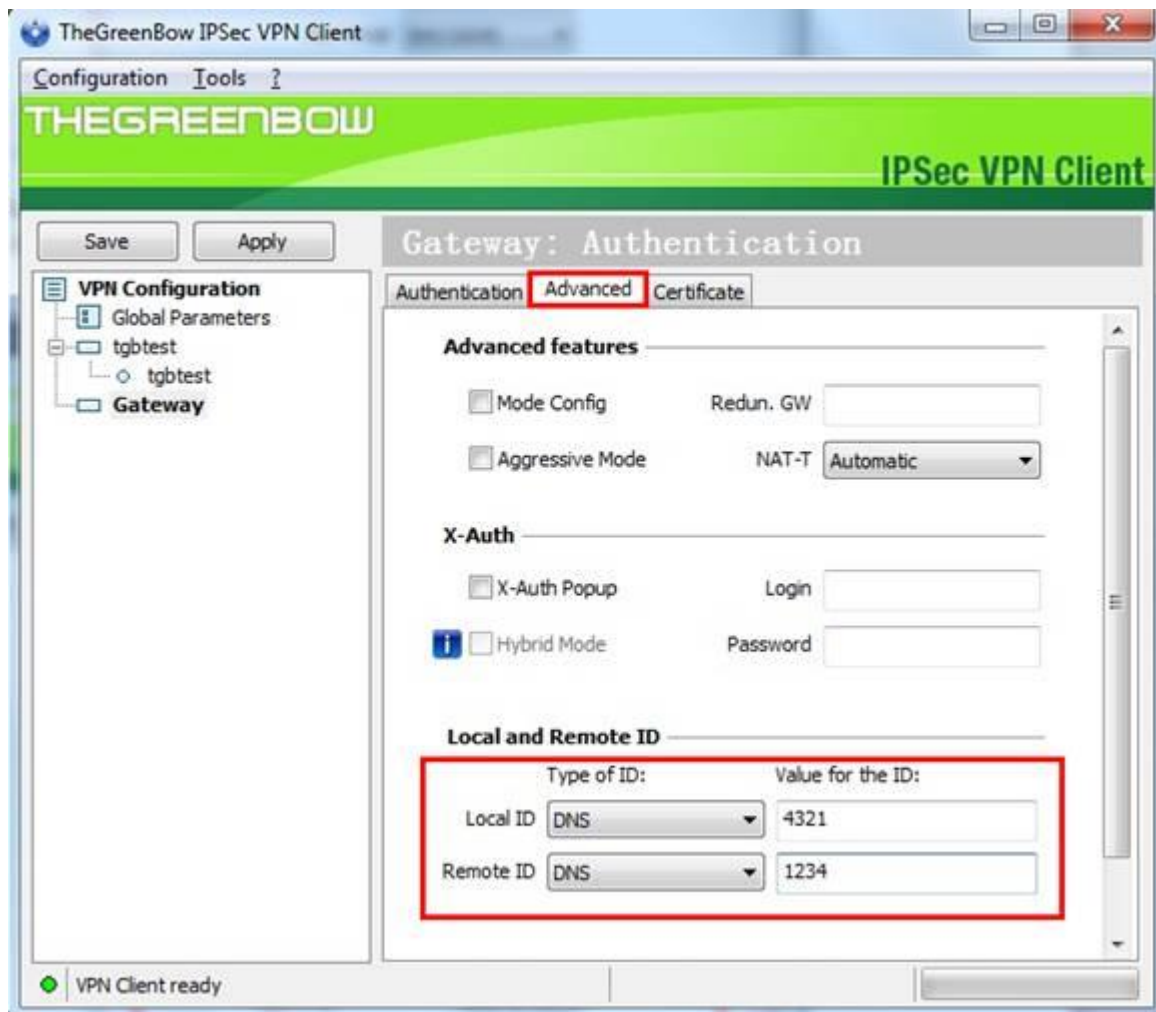 TheGreenBow IPSec VPN Client
Configuration Tools ?
THEGREENBOW
IPSec VPN Client
Save Apply
Gateway: Authentication
VPN Configuration
Global Parameters
tgbtest
tgbtest
Gateway
Authentication Advanced Certificate
Advanced features
Mode Config Redun. GW
Aggressive Mode NAT-T Automatic
X-Auth
X-Auth Popup Login
Hybrid Mode Password
Local and Remote ID
Type of ID: Value for the ID:
Local ID DNS 4321
Remote ID DNS 1234
VPN Client ready